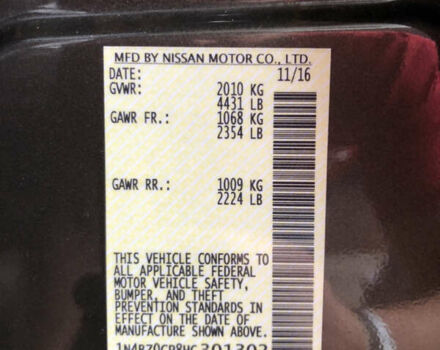 MFD BY NISSAN MOTOR CO., LTD.
DATE: 11/16
GVWR: 2010 KG
4431 LB
GAWR FR.: 1068 KG
2354 LB
GAWR RR.: 1009 KG
2224 LB
THIS VEHICLE CONFORMS TO
ALL APPLICABLE FEDERAL
MOTOR VEHICLE SAFETY,
BUMPER, AND THEFT
PREVENTION STANDARDS IN
EFFECT ON THE DATE OF
MANUFACTURE SHOWN ABOVE.
1N4BZ0CP8HC301302